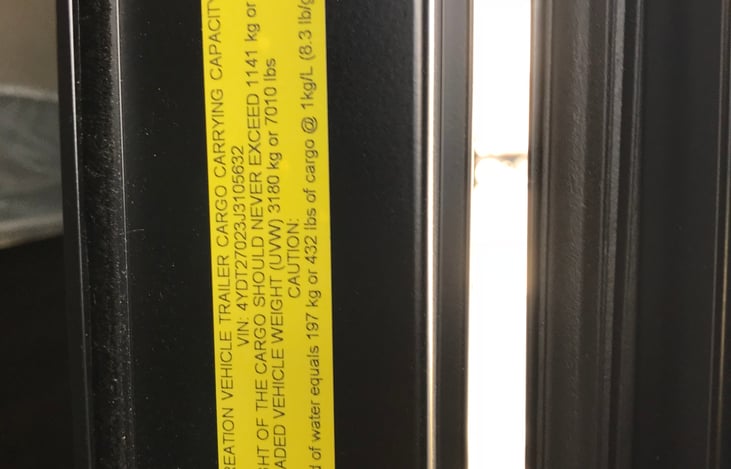 REATION VEHICLE TRAILER CARGO CARRYING CAPACITY
VIN: 4YDT27023J3105632
HT OF THE CARGO SHOULD NEVER EXCEED 1141 kg or
ADED VEHICLE WEIGHT (UVW) 3180 kg or 7010 lbs
CAUTION:
d of water equals 197 kg or 432 lbs of cargo @ 1kg/L (8.3 lb/g